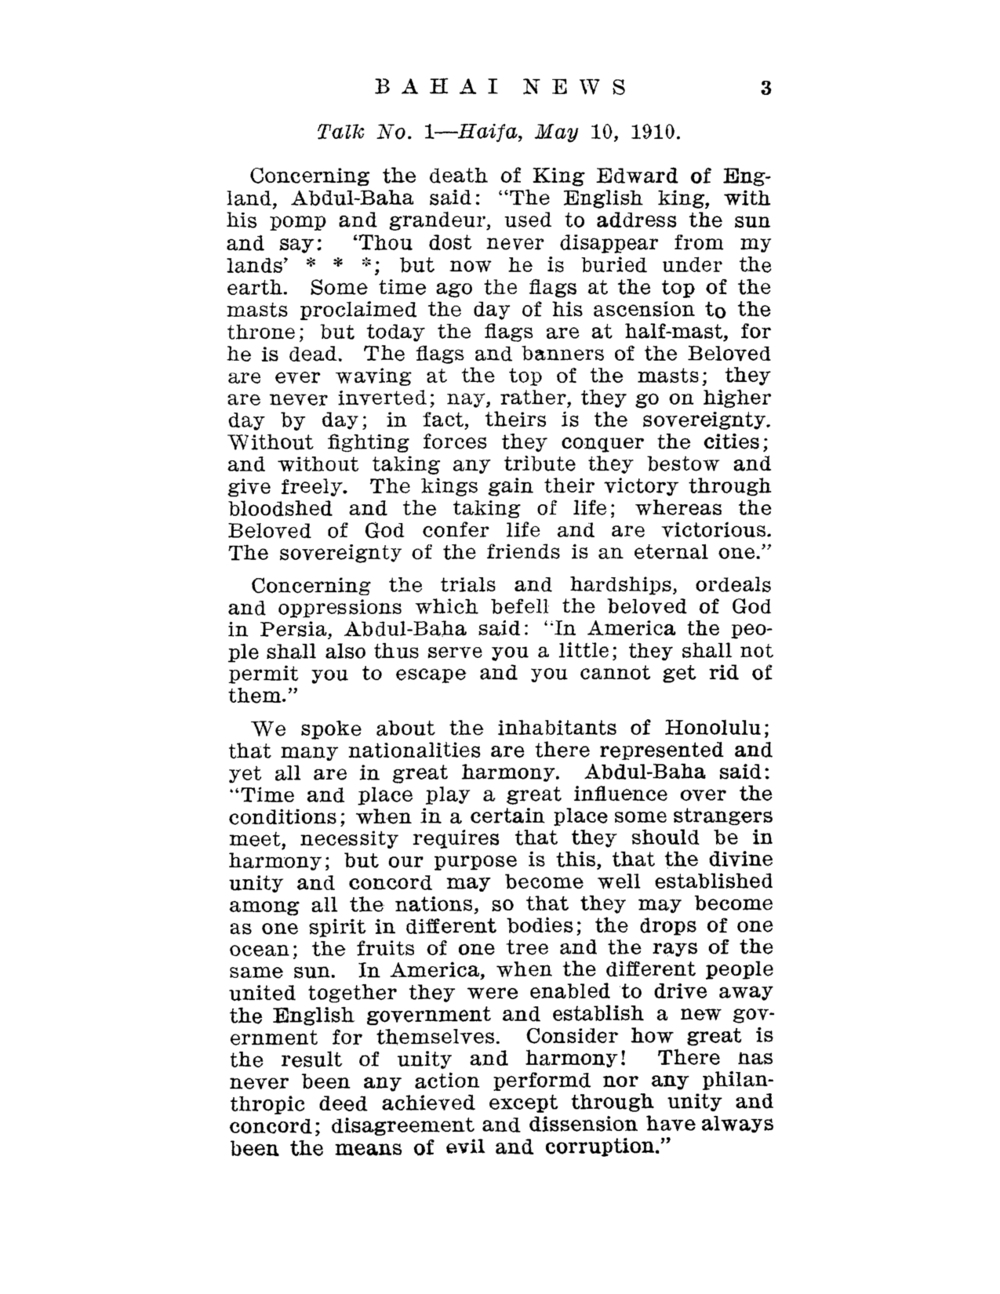 BAHAI NEWS 3
Talk No. 1—Haifa, May 10, 1910.
Concerning the death of King Edward of Eng-
land, Abdul-Baha said: “The English king, with
his pomp and grandeur, used to address the sun
and say: ‘Thou dost never disappear from my
lands’ * * *; but now he is buried under the
earth. Some time ago the flags at the top of the
masts proclaimed the day of his ascension to the
throne; but today the flags are at half-mast, for
he is dead. The flags and banners of the Beloved
are ever waving at the top of the masts; they
are never inverted; nay, rather, they go on higher
day by day; in fact, theirs is the sovereignty.
Without fighting forces they conquer the cities;
and without taking any tribute they bestow and
give freely. The kings gain their victory through
bloodshed and the taking of life; whereas the
Beloved of God confer life and are victorious.
The sovereignty of the friends is an eternal one.”
Concerning the trials and hardships, ordeals
and oppressions which befell the beloved of God
in Persia, Abdul-Baha said: “In America the peo-
ple shall also thus serve you a little; they shall not
permit you to escape and you cannot get rid of
them.”
We spoke about the inhabitants of Honolulu;
that many nationalities are there represented and
yet all are in great harmony. Abdul-Baha said:
“Time and place play a great influence over the
conditions; when in a certain place some strangers
meet, necessity requires that they should be in
harmony; but our purpose is this, that the divine
unity and concord may become well established
among all the nations, so that they may become
as one spirit in different bodies; the drops of one
ocean; the fruits of one tree and the rays of the
same sun. In America, when the different people
united together they were enabled to drive away
the English government and establish a new gov-
ernment for themselves. Consider how great is
the result of unity and harmony! There has
never been any action performd nor any philan-
thropic deed achieved except through unity and
concord; disagreement and dissension have always
been the means of evil and corruption.”